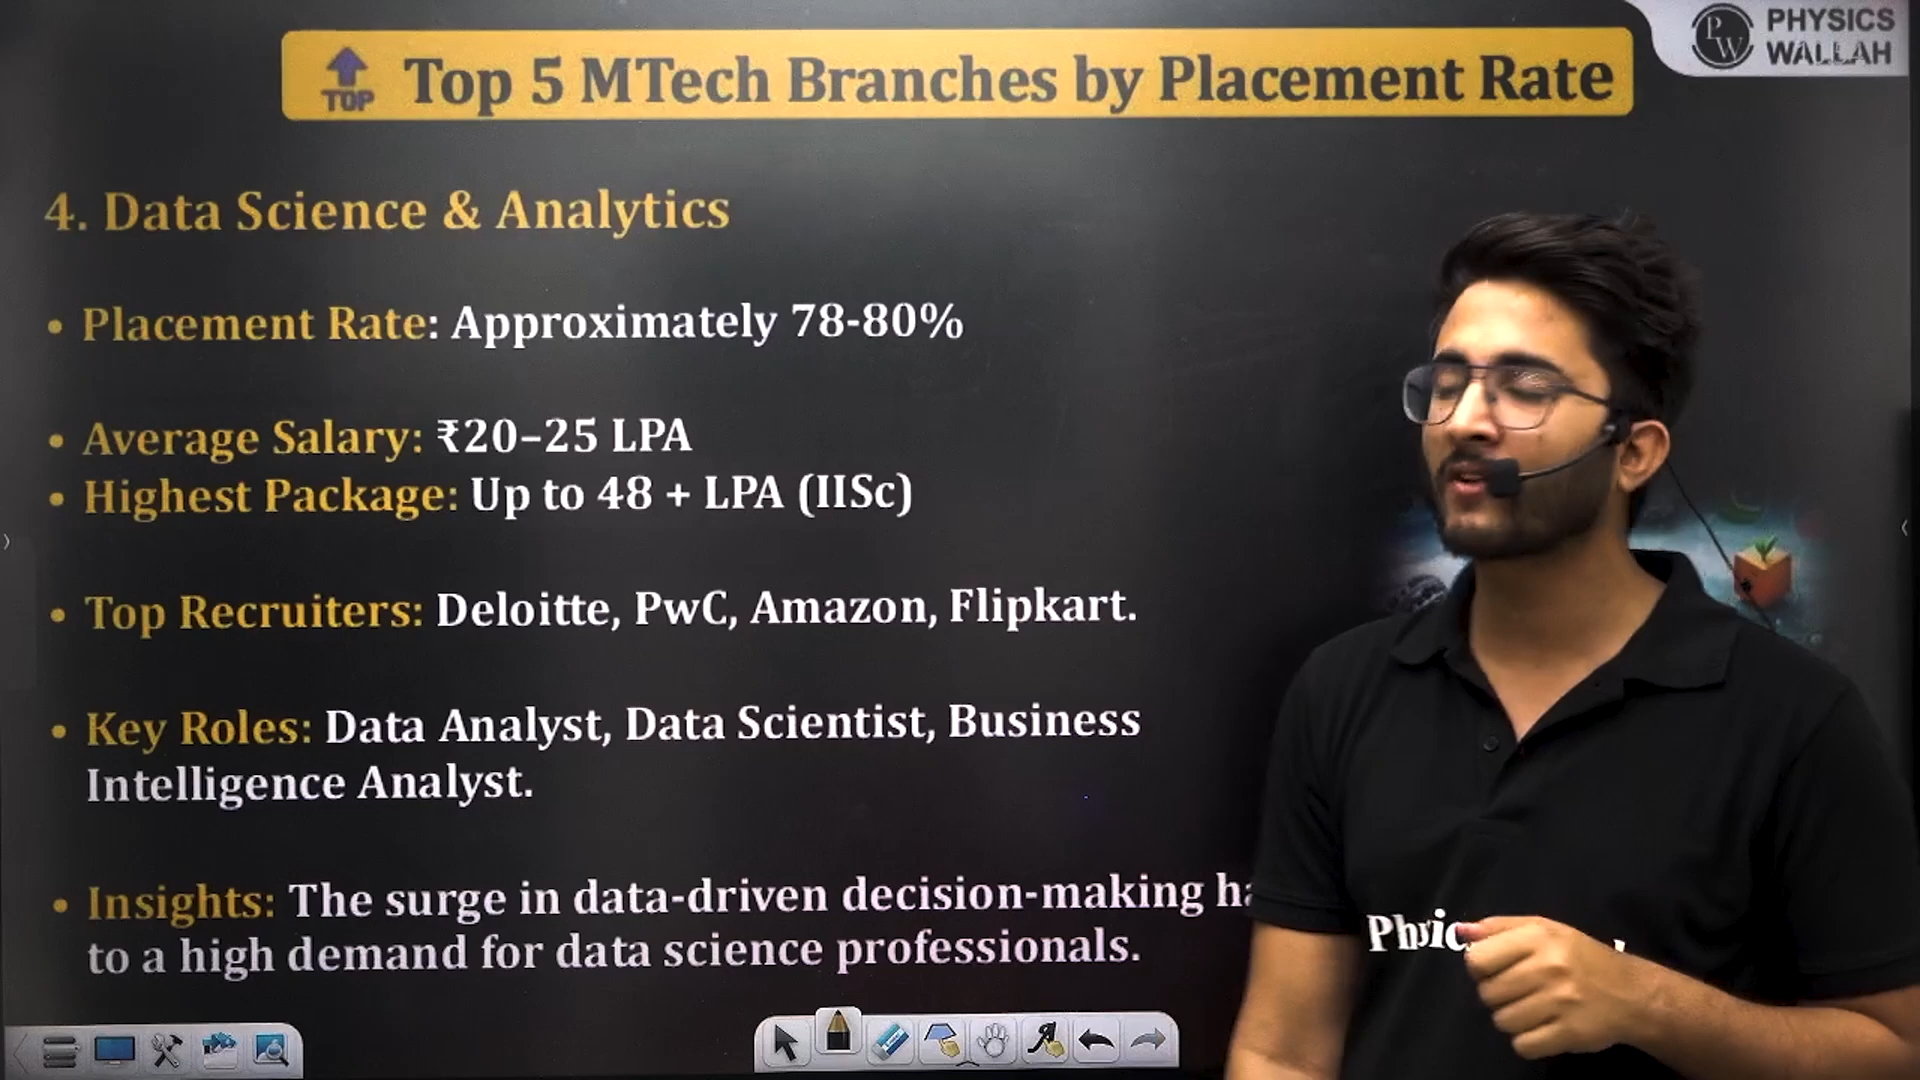 TOP
Top 5 MTech Branches by Placement Rate
PHYSICS
WALLAH
4. Data Science & Analytics
• Placement Rate: Approximately 78-80%
• Average Salary: ₹20–25 LPA
• Highest Package: Up to 48 + LPA (IISc)
• Top Recruiters: Deloitte, PwC, Amazon, Flipkart.
• Key Roles: Data Analyst, Data Scientist, Business
Intelligence Analyst.
• Insights: The surge in data-driven decision-making
to a high demand for data science professionals.